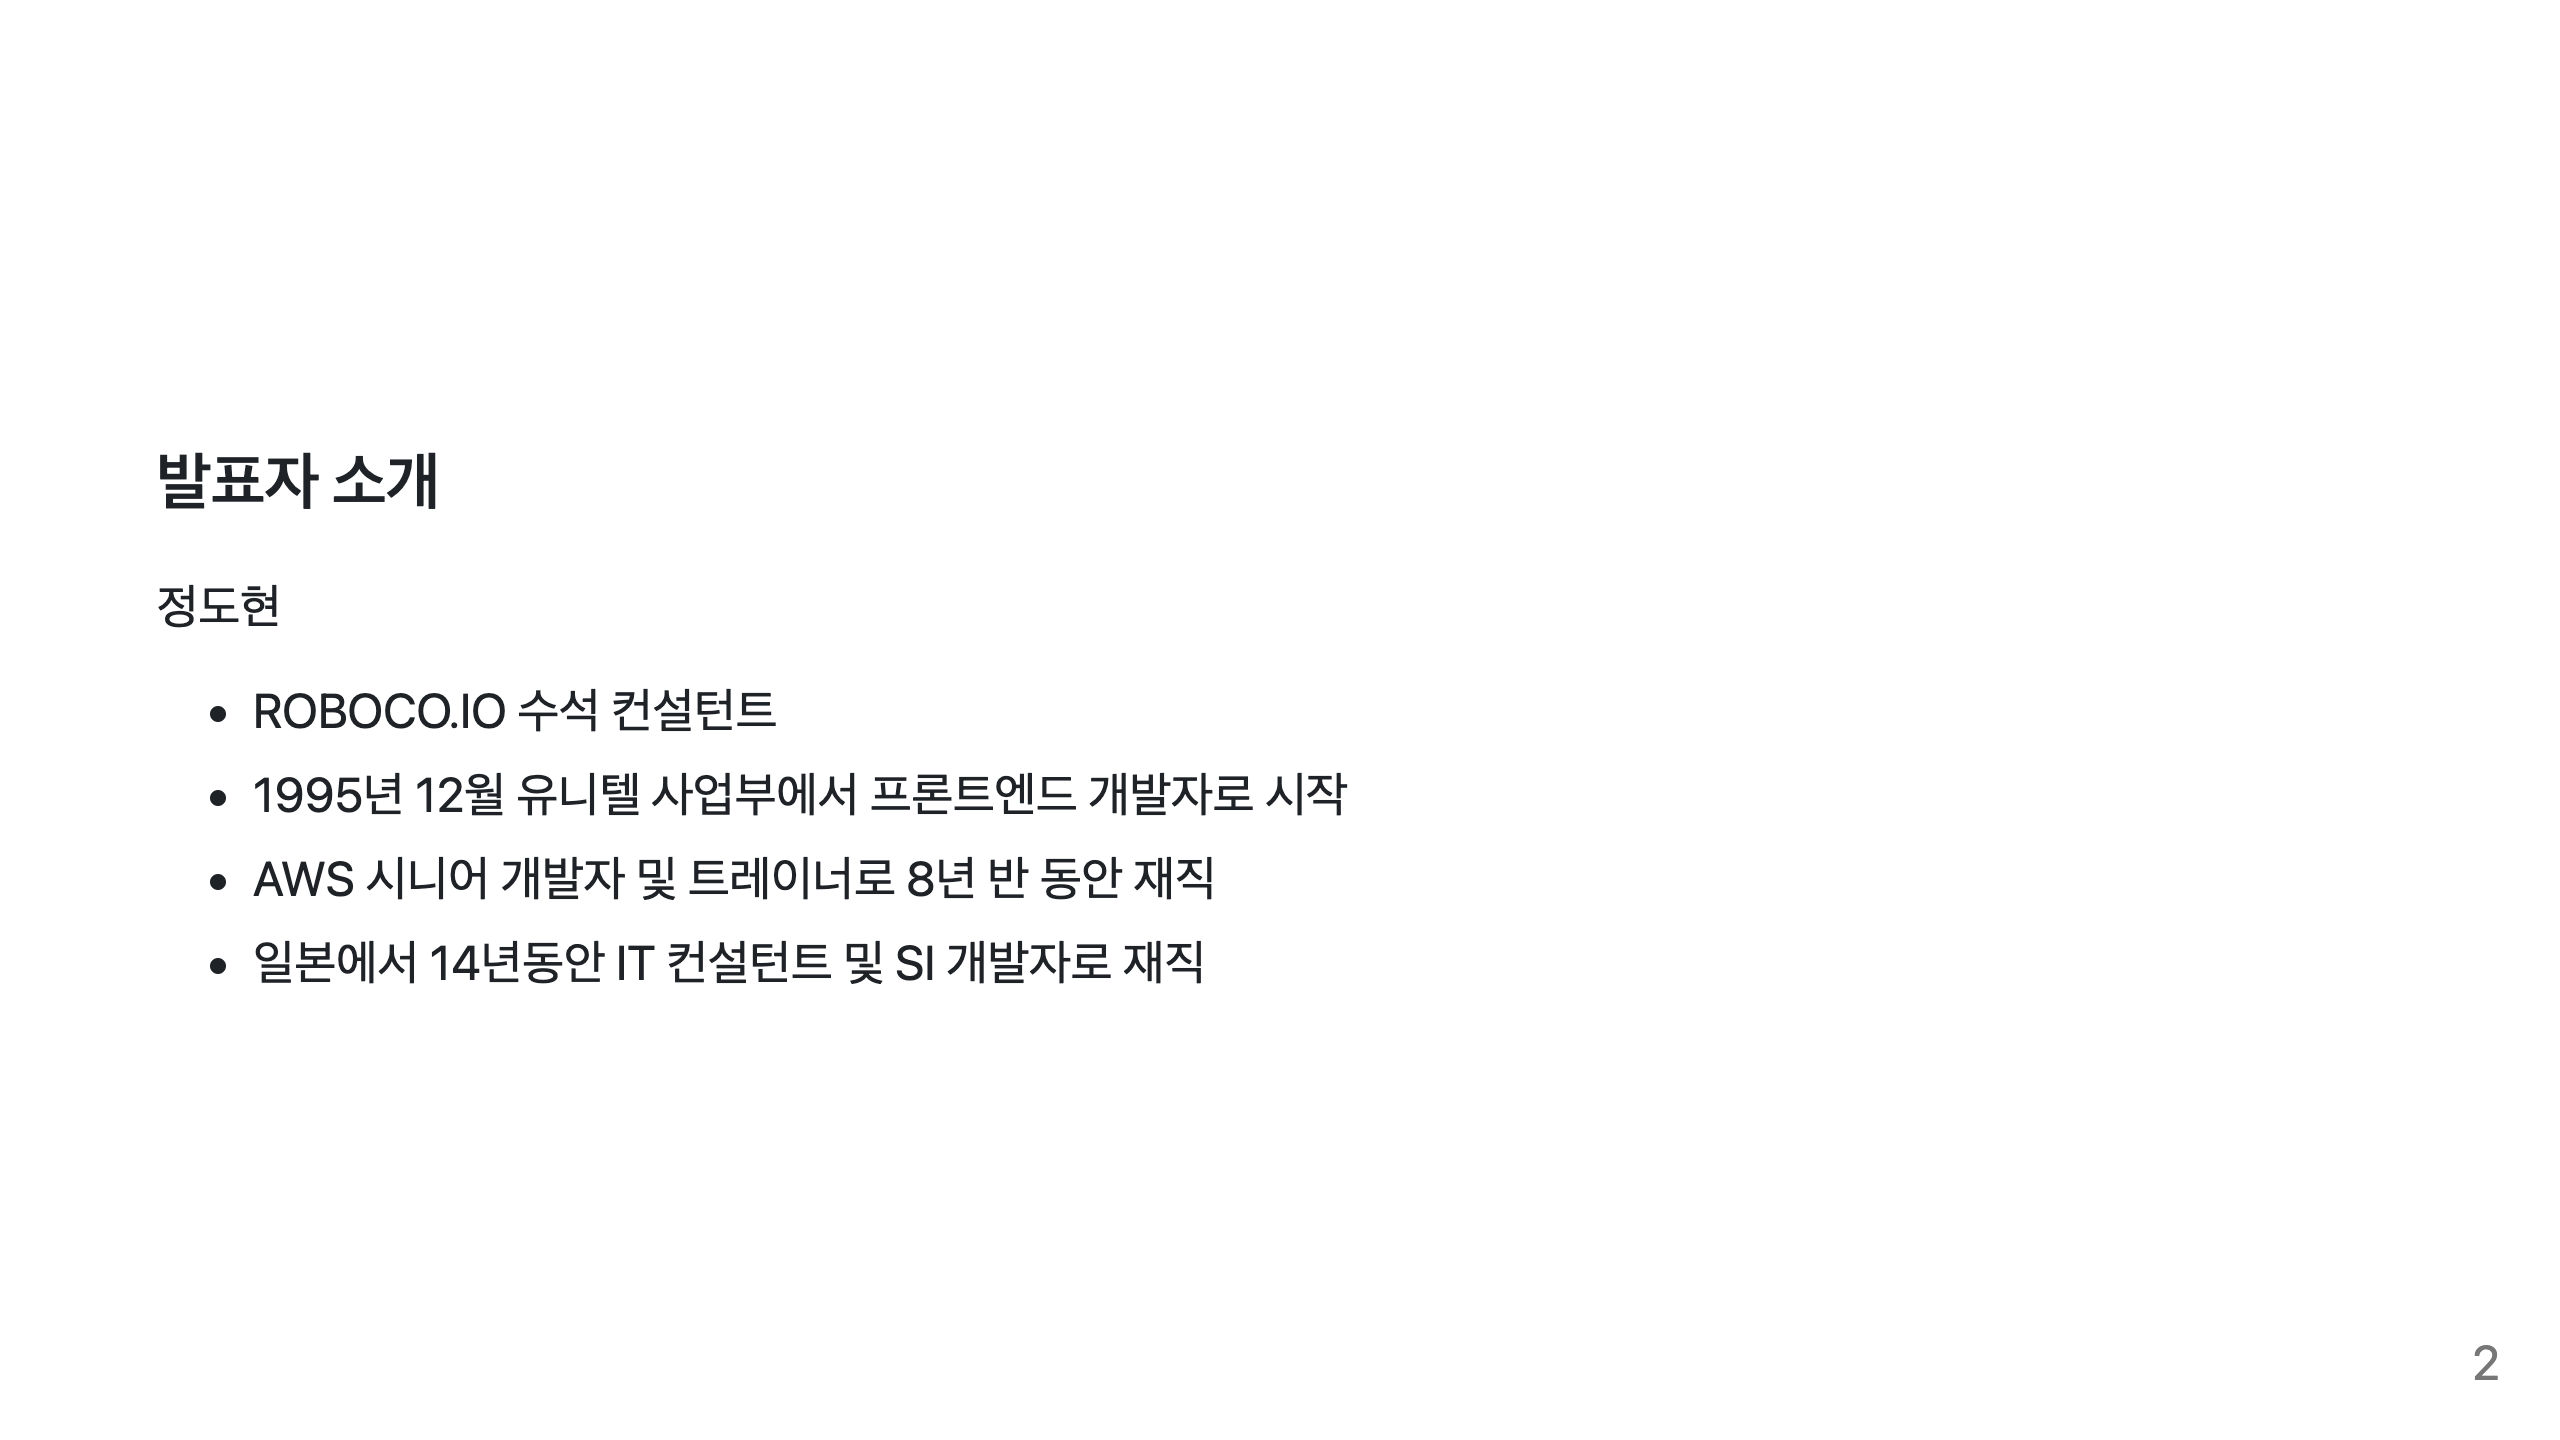 발표자 소개
정도현
• ROBOCO.IO 수석 컨설턴트
• 1995년 12월 유니텔 사업부에서 프론트엔드 개발자로 시작
• AWS 시니어 개발자 및 트레이너로 8년 반 동안 재직
• 일본에서 14년동안 IT 컨설턴트 및 SI 개발자로 재직
2